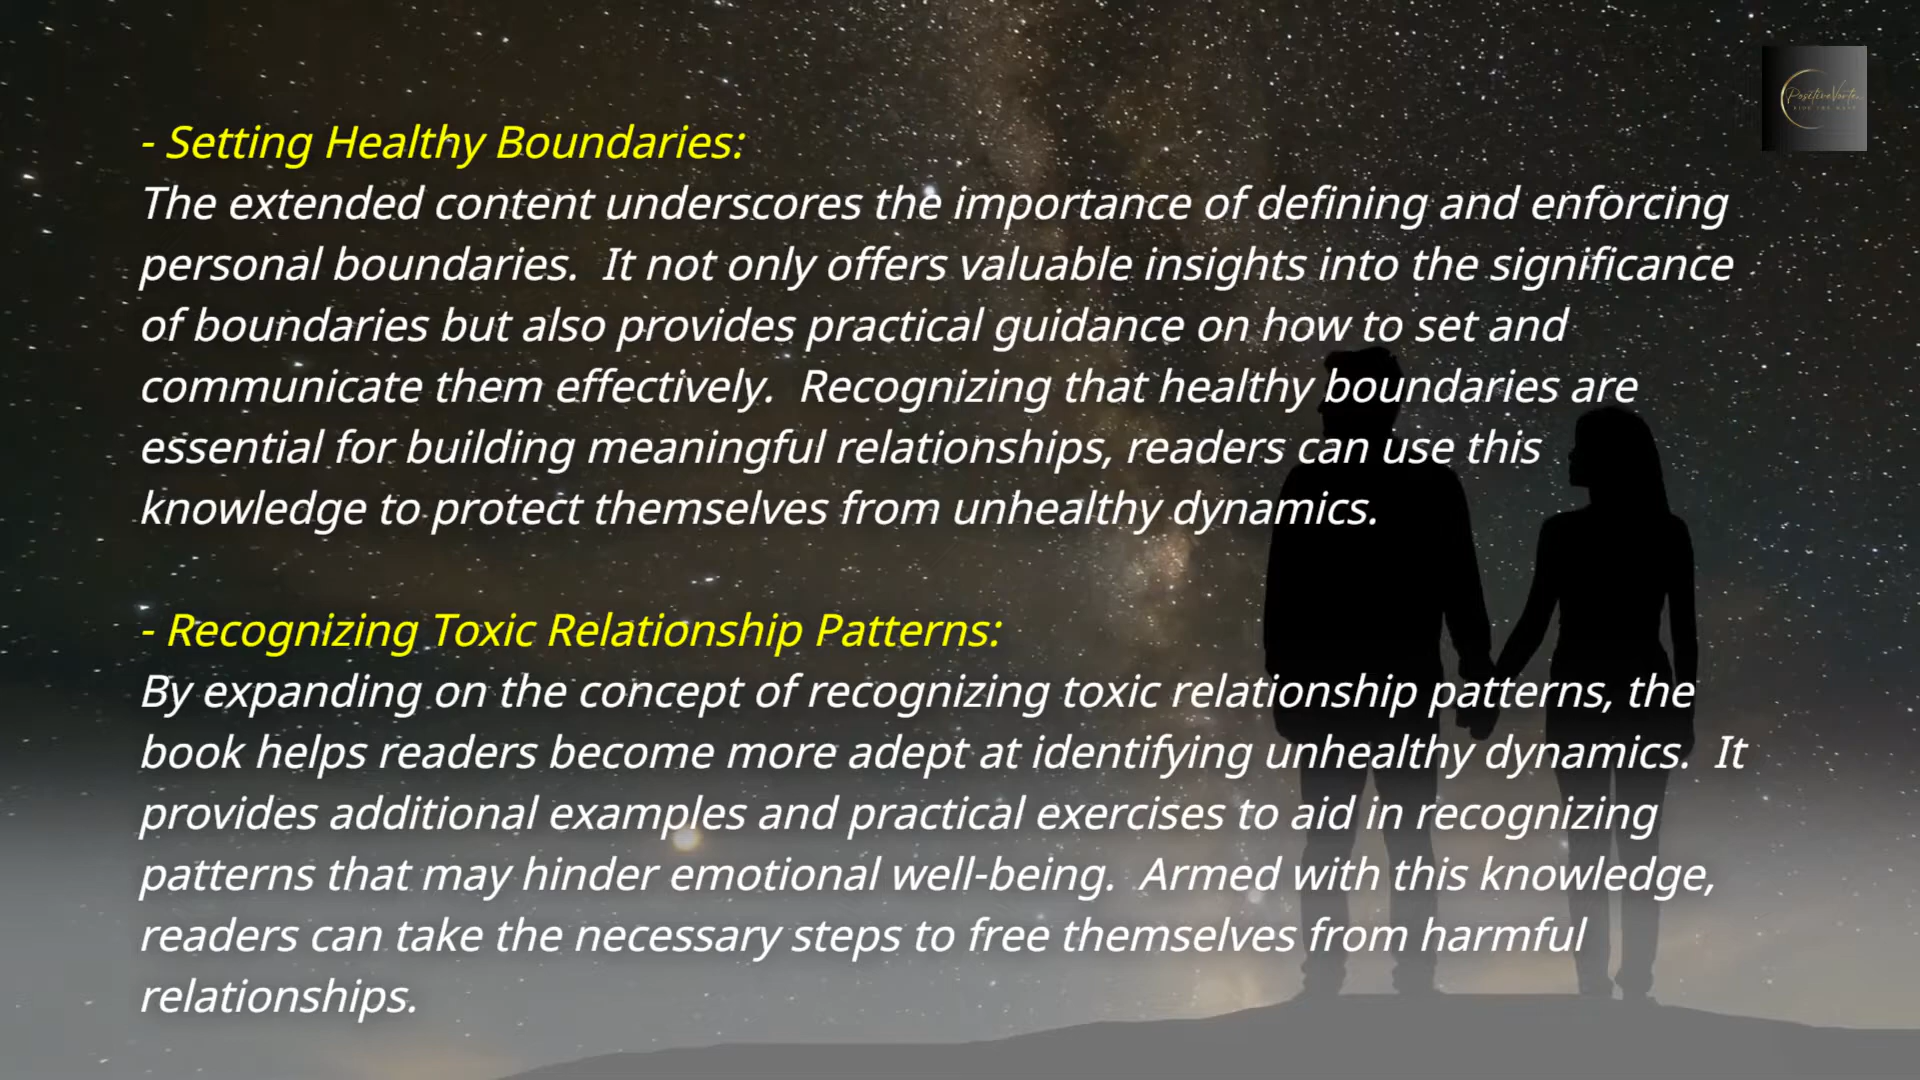 PositiveVorte
- Setting Healthy Boundaries:
The extended content underscores the importance of defining and enforcing
personal boundaries.  It not only offers valuable insights into the significance
of boundaries but also provides practical guidance on how to set and
communicate them effectively.  Recognizing that healthy boundaries are
essential for building meaningful relationships, readers can use this
knowledge to protect themselves from unhealthy dynamics.
- Recognizing Toxic Relationship Patterns:
By expanding on the concept of recognizing toxic relationship patterns, the
book helps readers become more adept at identifying unhealthy dynamics.  It
provides additional examples and practical exercises to aid in recognizing
patterns that may hinder emotional well-being.  Armed with this knowledge,
readers can take the necessary steps to free themselves from harmful
relationships.